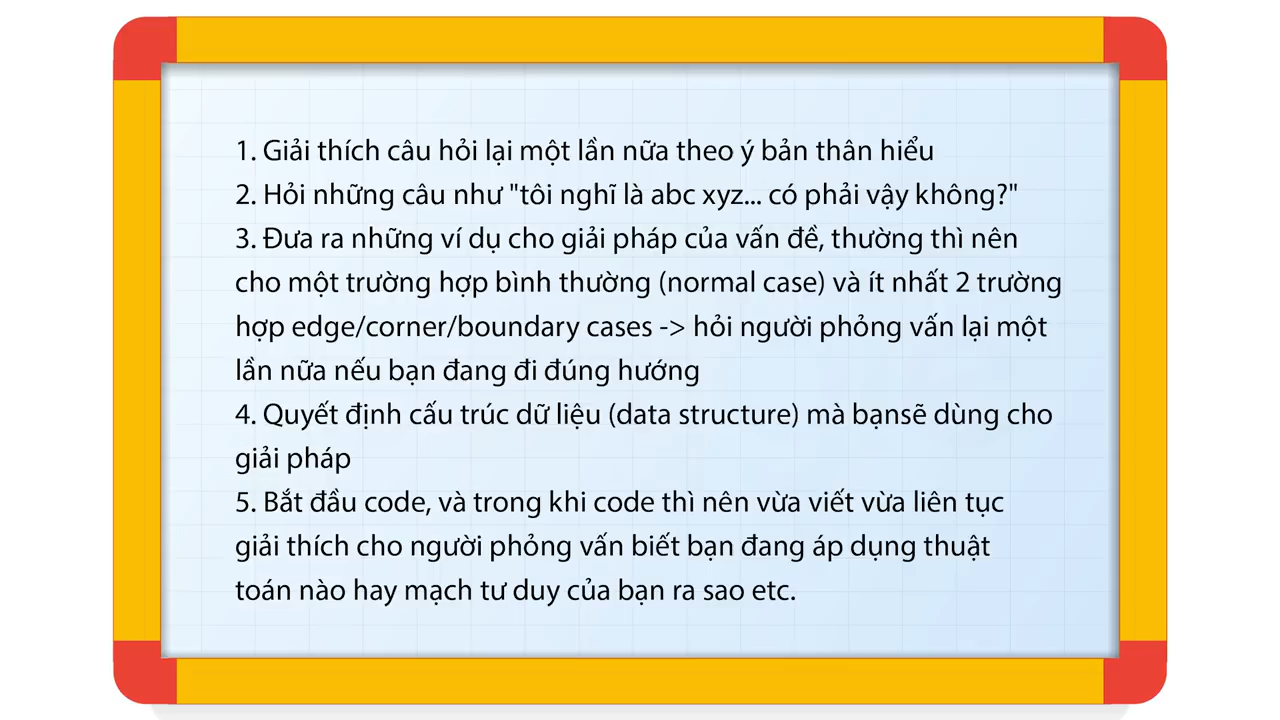 1. Giải thích câu hỏi lại một lần nữa theo ý bản thân hiểu
2. Hỏi những câu như "tôi nghĩ là abc xyz... có phải vậy không?"
3. Đưa ra những ví dụ cho giải pháp của vấn đề, thường thì nên
cho một trường hợp bình thường (normal case) và ít nhất 2 trường
hợp edge/corner/boundary cases -> hỏi người phỏng vấn lại một
lần nữa nếu bạn đang đi đúng hướng
4. Quyết định cấu trúc dữ liệu (data structure) mà bạnsẽ dùng cho
giải pháp
5. Bắt đầu code, và trong khi code thì nên vừa viết vừa liên tục
giải thích cho người phỏng vấn biết bạn đang áp dụng thuật
toán nào hay mạch tư duy của bạn ra sao etc.